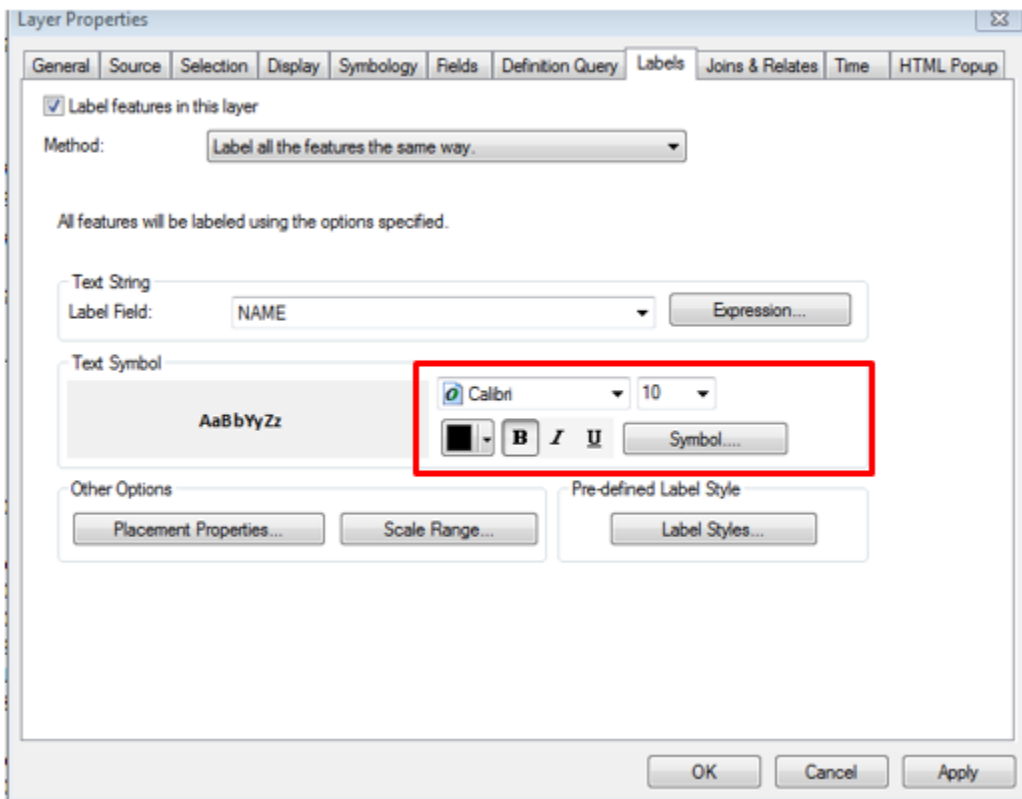 Layer Properties
General Source Selection Display Symbology Fields Definition Query Labels Joins & Relates Time HTML Popup
Label features in this layer
Method: Label all the features the same way.
All features will be labeled using the options specified.
Text String
Label Field: NAME Expression...
Text Symbol
AaBbYyZz
O Calibri 10
B I U Symbol....
Other Options
Placement Properties... Scale Range...
Pre-defined Label Style
Label Styles...
OK Cancel Apply